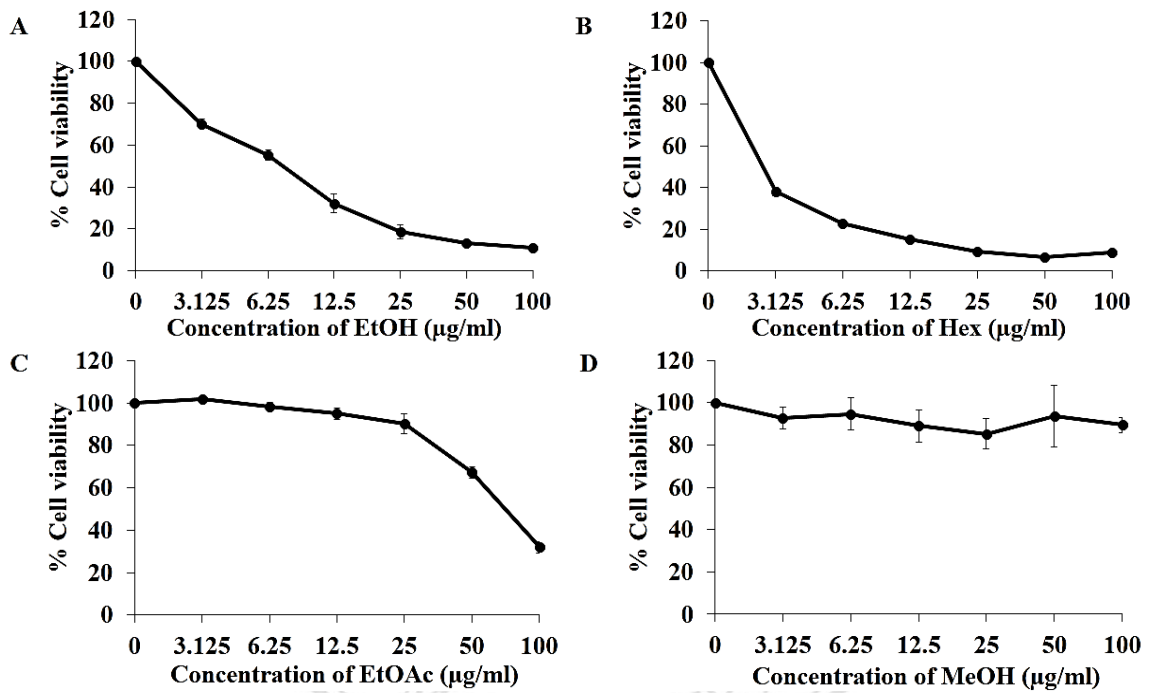 A
% Cell viability
120
100
80
60
40
20
0
0 3.125 6.25 12.5 25 50 100
Concentration of EtOH (µg/ml)
B
% Cell viability
120
100
80
60
40
20
0
0 3.125 6.25 12.5 25 50 100
Concentration of Hex (µg/ml)
C
% Cell viability
120
100
80
60
40
20
0
0 3.125 6.25 12.5 25 50 100
Concentration of EtOAc (µg/ml)
D
% Cell viability
120
100
80
60
40
20
0
0 3.125 6.25 12.5 25 50 100
Concentration of MeOH (µg/ml)